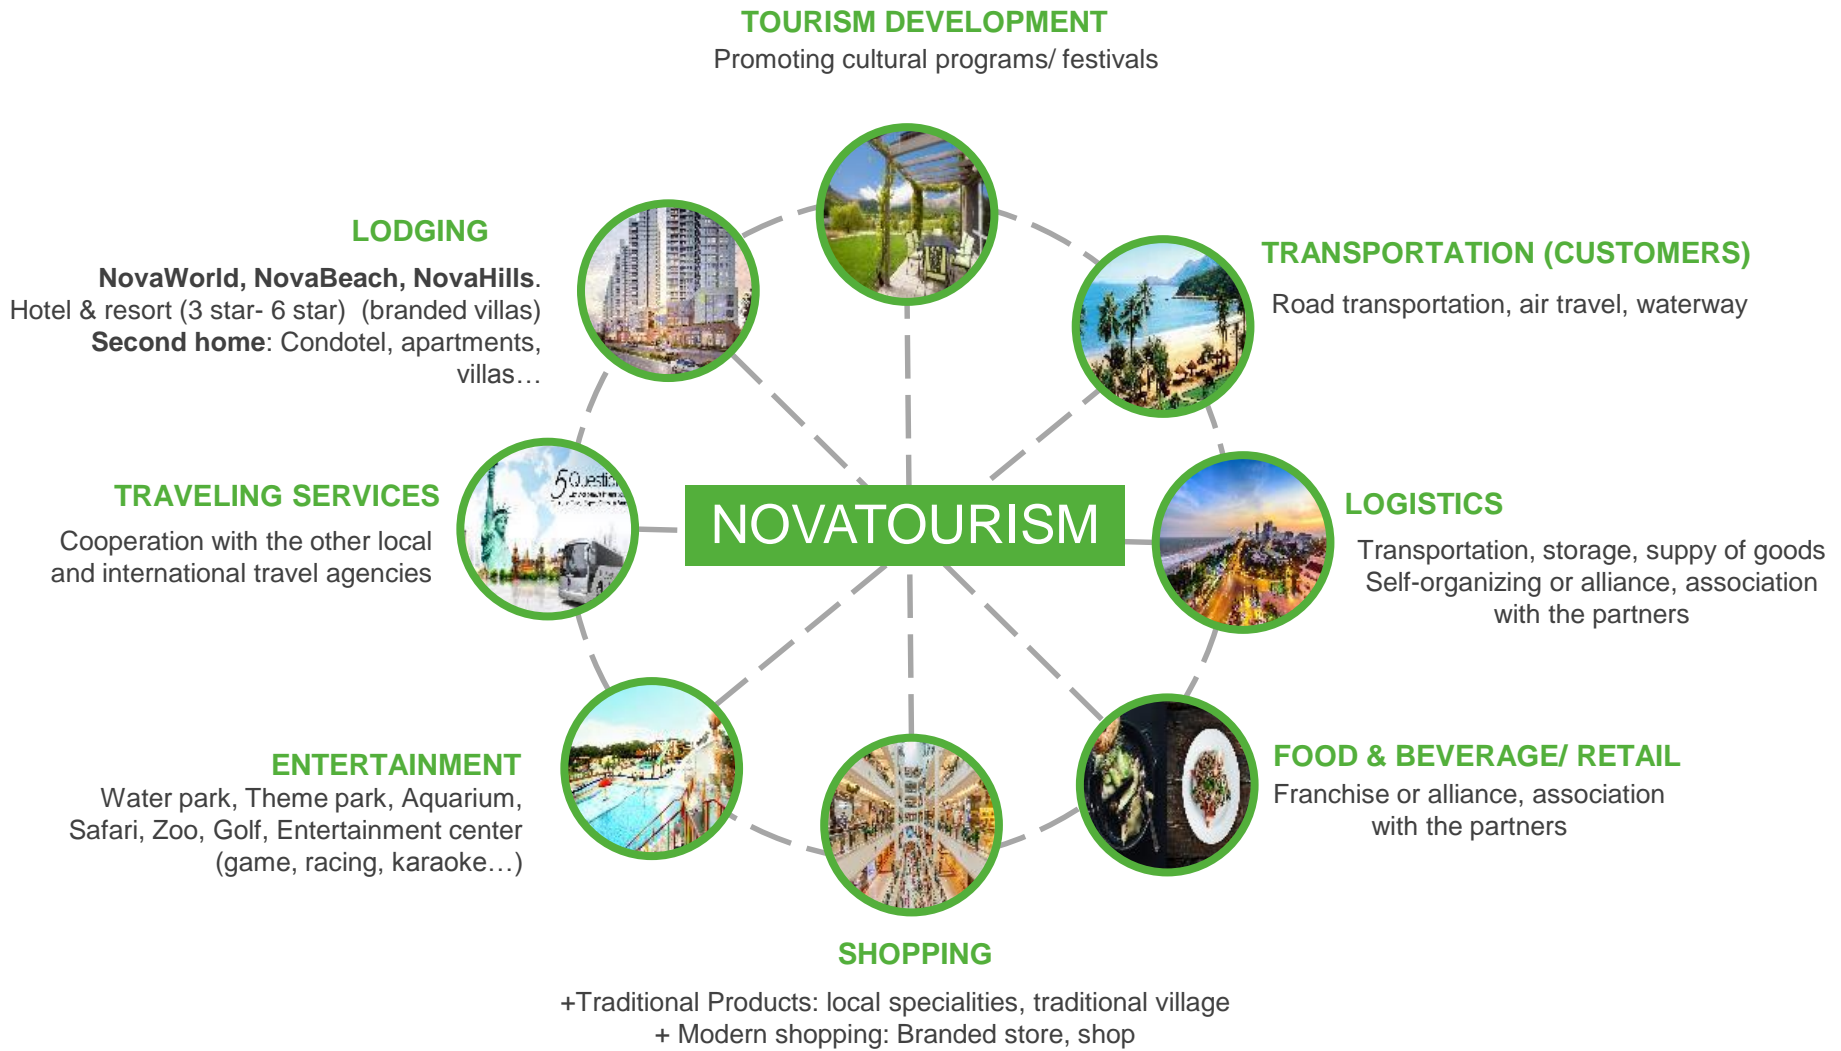 TOURISM DEVELOPMENT
Promoting cultural programs/ festivals
LODGING
NovaWorld, NovaBeach, NovaHills.
Hotel & resort (3 star- 6 star) (branded villas)
Second home: Condotel, apartments,
villas…
TRANSPORTATION (CUSTOMERS)
Road transportation, air travel, waterway
TRAVELING SERVICES
Cooperation with the other local
and international travel agencies
5 Questio
NOVATOURISM
LOGISTICS
Transportation, storage, suppy of goods
Self-organizing or alliance, association
with the partners
ENTERTAINMENT
Water park, Theme park, Aquarium,
Safari, Zoo, Golf, Entertainment center
(game, racing, karaoke…)
FOOD & BEVERAGE/ RETAIL
Franchise or alliance, association
with the partners
SHOPPING
+Traditional Products: local specialities, traditional village
+ Modern shopping: Branded store, shop